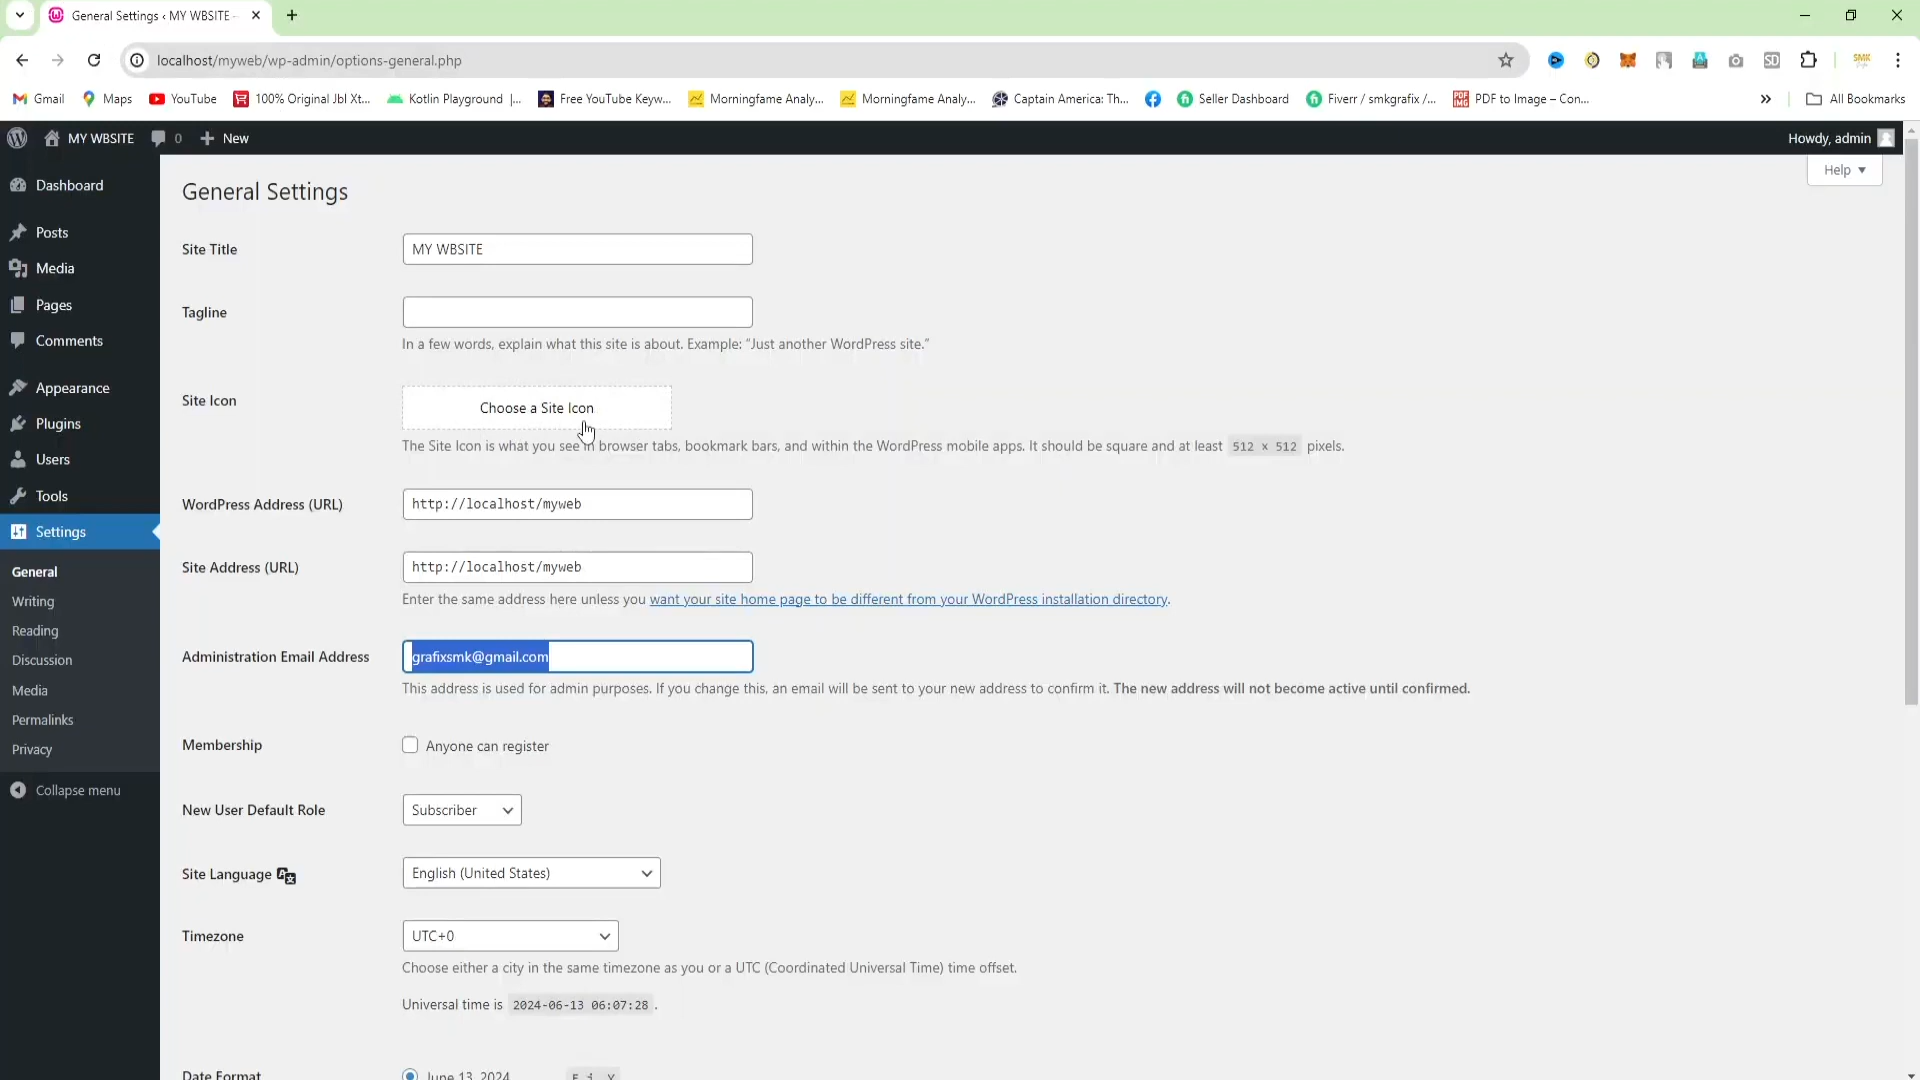 General Settings ‹ MY WBSITE -
localhost/myweb/wp-admin/options-general.php
Gmail
Maps
YouTube
100% Original Jbl Xt...
Kotlin Playground |...
Free YouTube Keyw...
Morningfame Analy...
Morningfame Analy...
Captain America: Th...
Seller Dashboard
Fiverr / smkgrafix /...
PDF to Image – Con...
»
All Bookmarks
MY WBSITE
0
New
Howdy, admin
Help
Dashboard
Posts
Media
Pages
Comments
Appearance
Plugins
Users
Tools
Settings
General
Writing
Reading
Discussion
Media
Permalinks
Privacy
Collapse menu
General Settings
Site Title
MY WBSITE
Tagline
In a few words, explain what this site is about. Example: “Just another WordPress site.”
Site Icon
Choose a Site Icon
The Site Icon is what you see in browser tabs, bookmark bars, and within the WordPress mobile apps. It should be square and at least 512 × 512 pixels.
WordPress Address (URL)
http://localhost/myweb
Site Address (URL)
http://localhost/myweb
Enter the same address here unless you want your site home page to be different from your WordPress installation directory.
Administration Email Address
grafixsmk@gmail.com
This address is used for admin purposes. If you change this, an email will be sent to your new address to confirm it. The new address will not become active until confirmed.
Membership
Anyone can register
New User Default Role
Subscriber
Site Language
English (United States)
Timezone
UTC+0
Choose either a city in the same timezone as you or a UTC (Coordinated Universal Time) time offset.
Universal time is 2024-06-13 06:07:28 .
Date Format
June 13, 2024
F j, Y